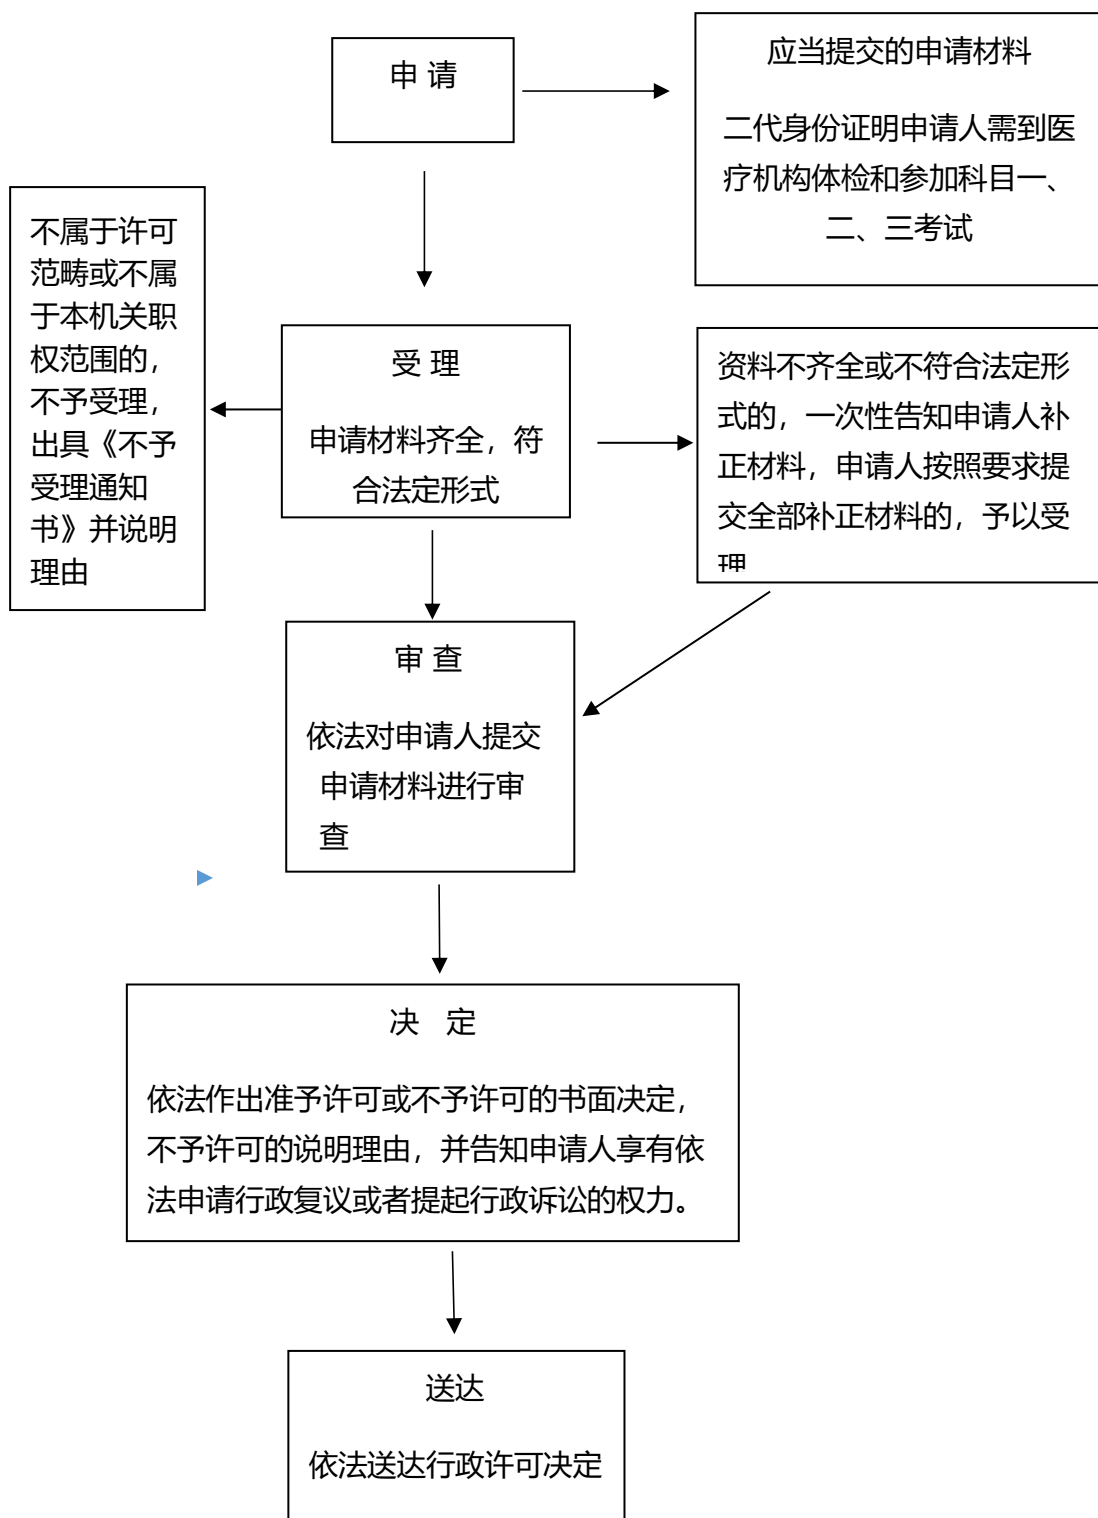 申 请
应当提交的申请材料
二代身份证明申请人需到医
疗机构体检和参加科目一、
二、三考试
不属于许可
范畴或不属
于本机关职
权范围的，
不予受理，
出具《不予
受理通知
书》并说明
理由
受 理
申请材料齐全，符
合法定形式
资料不齐全或不符合法定形
式的，一次性告知申请人补
正材料，申请人按照要求提
交全部补正材料的，予以受
理
审 查
依法对申请人提交
申请材料进行审
查
决 定
依法作出准予许可或不予许可的书面决定，
不予许可的说明理由，并告知申请人享有依
法申请行政复议或者提起行政诉讼的权力。
送达
依法送达行政许可决定